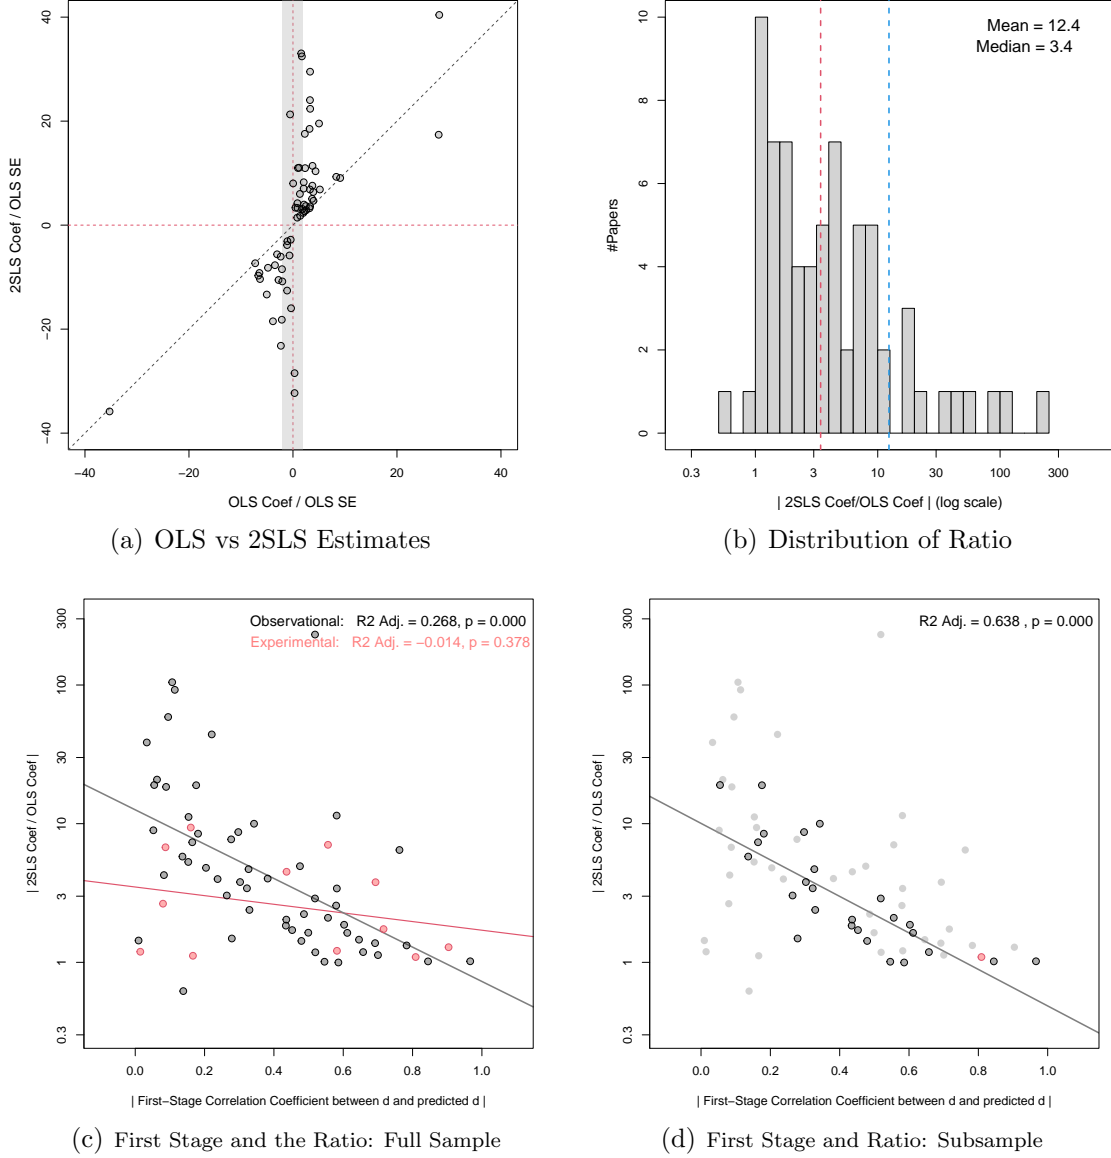 40
20
0
−20
−40
2SLS Coef / OLS SE
−40 −20 0 20 40
OLS Coef / OLS SE
(a) OLS vs 2SLS Estimates
Mean = 12.4
Median = 3.4
10
8
6
4
2
0
#Papers
0.3 1 3 10 30 100 300
| 2SLS Coef/OLS Coef | (log scale)
(b) Distribution of Ratio
Observational: R2 Adj. = 0.268, p = 0.000
Experimental: R2 Adj. = −0.014, p = 0.378
300
100
30
10
3
1
0.3
| 2SLS Coef / OLS Coef |
0.0 0.2 0.4 0.6 0.8 1.0
| First−Stage Correlation Coefficient between d and predicted d |
(c) First Stage and the Ratio: Full Sample
R2 Adj. = 0.638 , p = 0.000
300
100
30
10
3
1
0.3
| 2SLS Coef / OLS Coef |
0.0 0.2 0.4 0.6 0.8 1.0
| First−Stage Correlation Coefficient between d and predicted d |
(d) First Stage and Ratio: Subsample